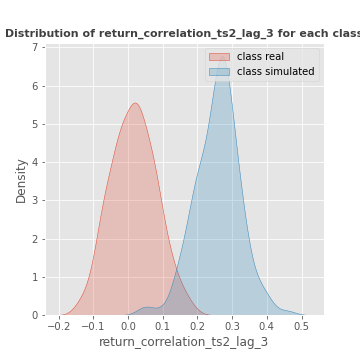 Distribution of return_correlation_ts2_lag_3 for each class
class real
class simulated
7
6
5
4
3
2
1
0
Density
−0.2 −0.1 0.0 0.1 0.2 0.3 0.4 0.5
return_correlation_ts2_lag_3